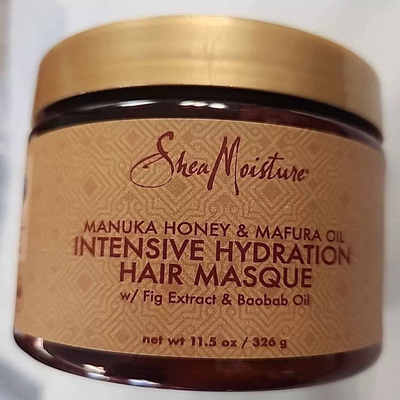 SheaMoisture®
MANUKA HONEY & MAFURA OIL
INTENSIVE HYDRATION
HAIR MASQUE
w/ Fig Extract & Baobab Oil
net wt 11.5 oz / 326 g